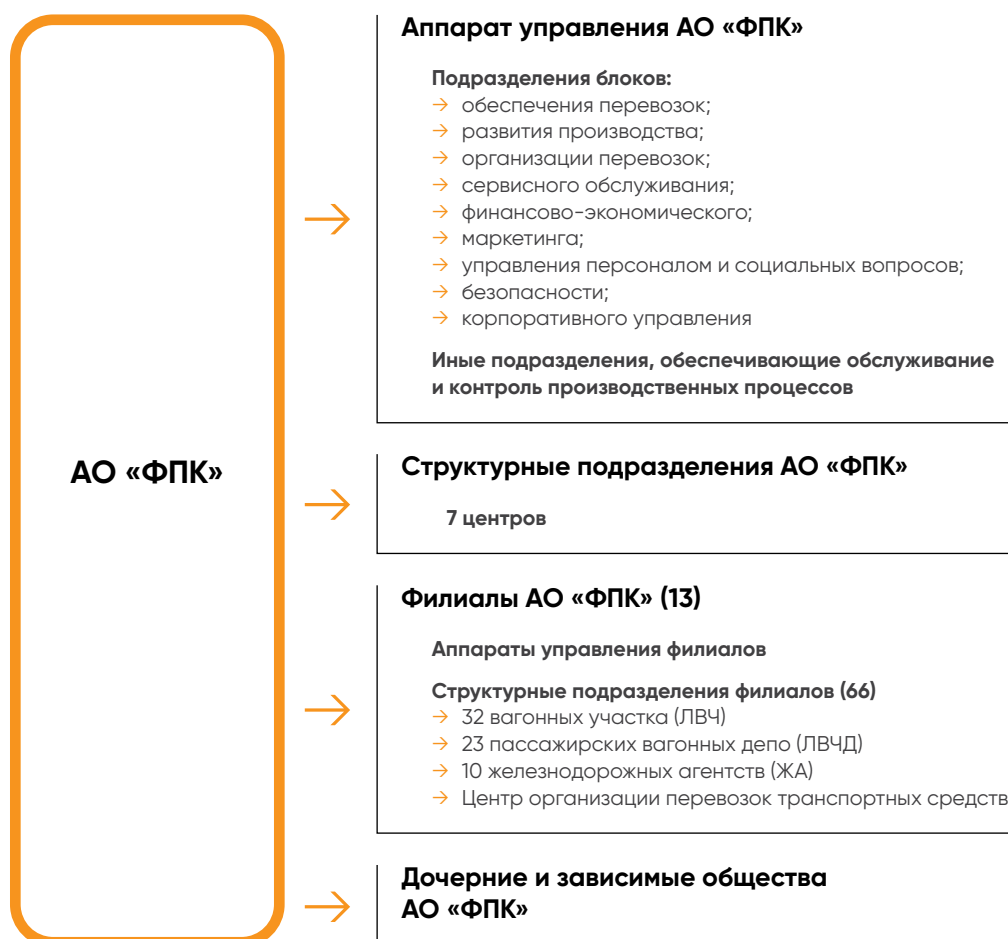 АО «ФПК»
Аппарат управления АО «ФПК»
Подразделения блоков:
→ обеспечения перевозок;
→ развития производства;
→ организации перевозок;
→ сервисного обслуживания;
→ финансово-экономического;
→ маркетинга;
→ управления персоналом и социальных вопросов;
→ безопасности;
→ корпоративного управления
Иные подразделения, обеспечивающие обслуживание
и контроль производственных процессов
Структурные подразделения АО «ФПК»
7 центров
Филиалы АО «ФПК» (13)
Аппараты управления филиалов
Структурные подразделения филиалов (66)
→ 32 вагонных участка (ЛВЧ)
→ 23 пассажирских вагонных депо (ЛВЧД)
→ 10 железнодорожных агентств (ЖА)
→ Центр организации перевозок транспортных средств
Дочерние и зависимые общества
АО «ФПК»